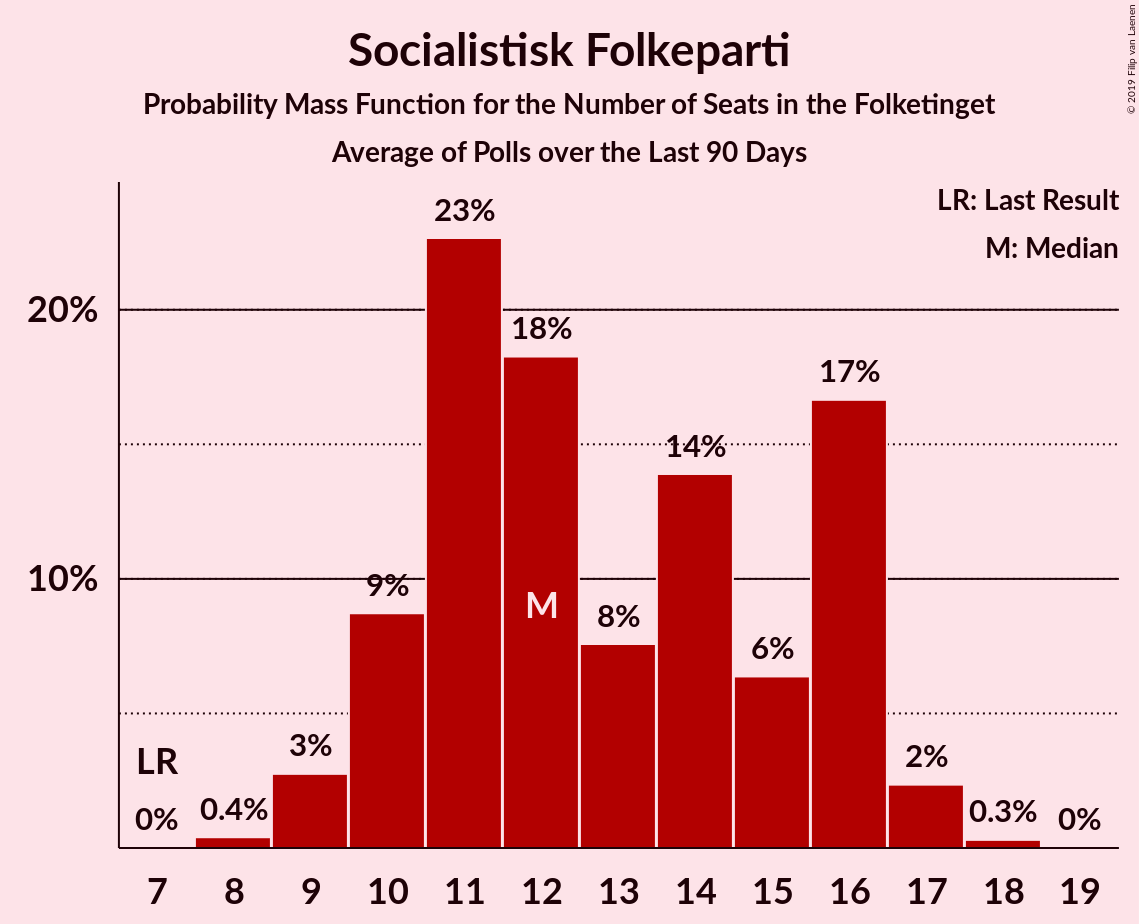 Socialistisk Folkeparti
Probability Mass Function for the Number of Seats in the Folketinget
Average of Polls over the Last 90 Days
© 2019 Filip van Laenen
LR: Last Result
M: Median
23%
20%
18%
17%
14%
10%
9%
M
8%
6%
LR
3%
2%
0%
0.4%
0.3%
0%
7 8 9 10 11 12 13 14 15 16 17 18 19